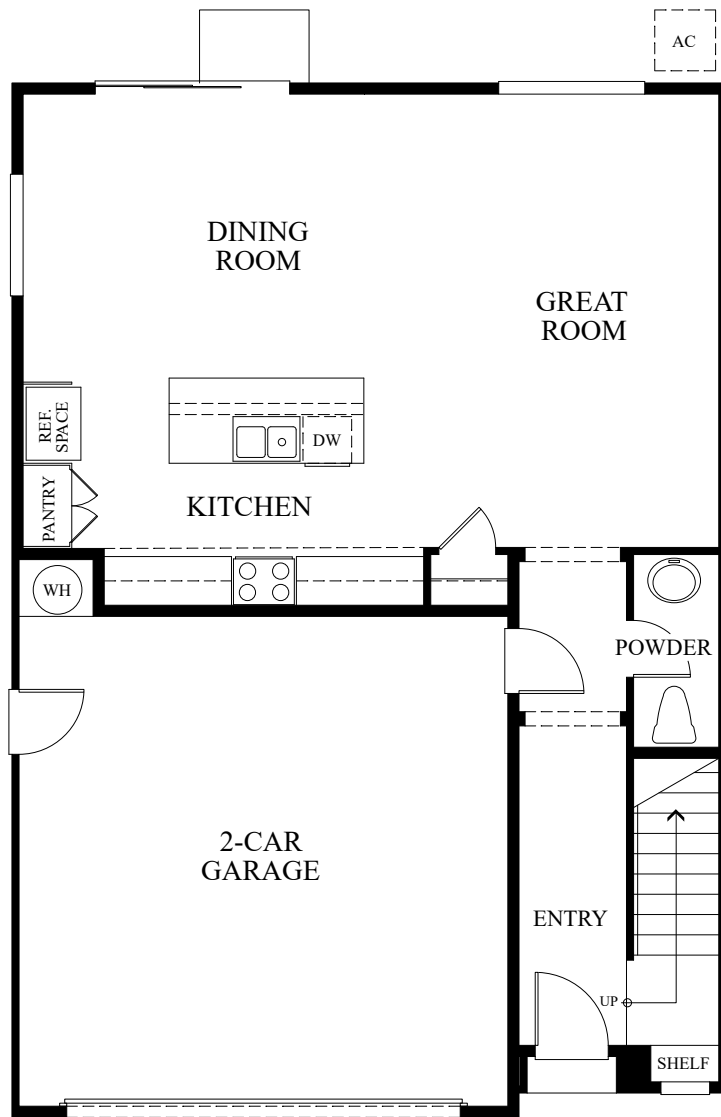 AC
DINING
ROOM
GREAT
ROOM
REF.
SPACE
DW
PANTRY
KITCHEN
WH
POWDER
2-CAR
GARAGE
ENTRY
UP
SHELF